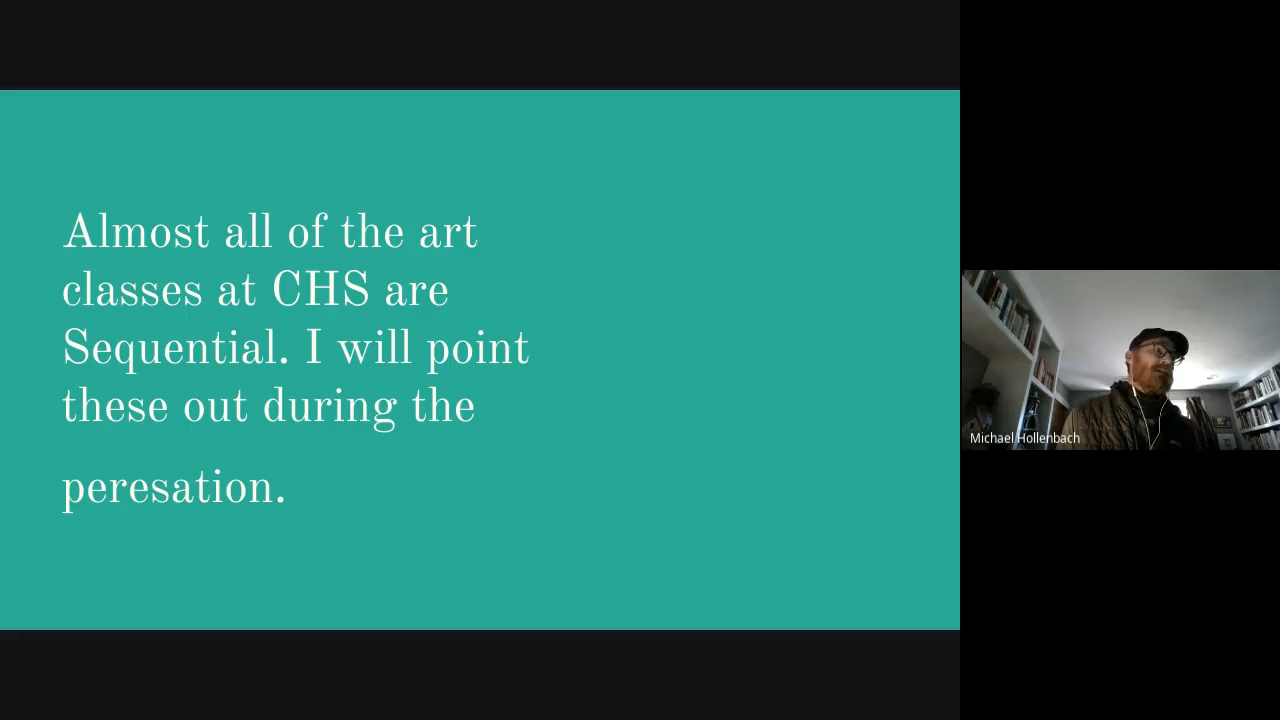 Almost all of the art
classes at CHS are
Sequential. I will point
these out during the
peresation.
Michael Hollenbach